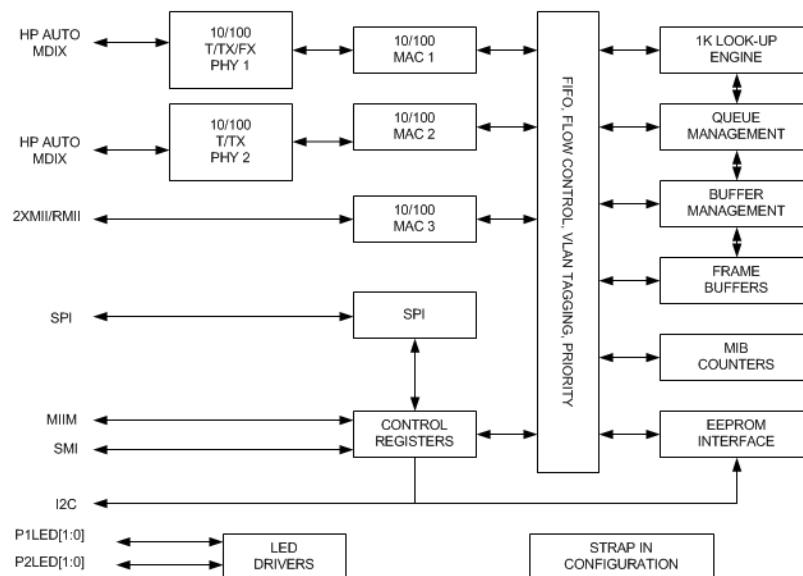 HP AUTO
MDIX
10/100
T/TX/FX
PHY 1
10/100
MAC 1
1K LOOK-UP
ENGINE
HP AUTO
MDIX
10/100
T/TX
PHY 2
10/100
MAC 2
QUEUE
MANAGEMENT
FIFO, FLOW CONTROL, VLAN TAGGING, PRIORITY
2XMII/RMII
10/100
MAC 3
BUFFER
MANAGEMENT
FRAME
BUFFERS
SPI
SPI
MIB
COUNTERS
MIIM
SMI
CONTROL
REGISTERS
EEPROM
INTERFACE
I2C
P1LED[1:0]
P2LED[1:0]
LED
DRIVERS
STRAP IN
CONFIGURATION